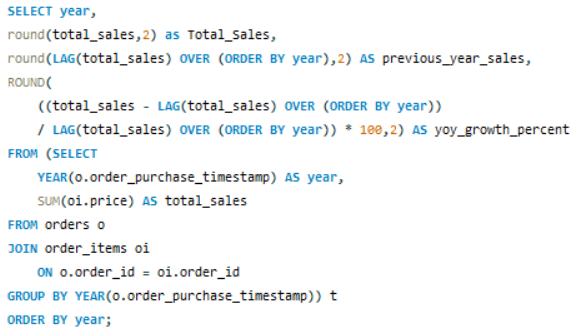 SELECT year,
round(total_sales,2) as Total_Sales,
round(LAG(total_sales) OVER (ORDER BY year),2) AS previous_year_sales,
ROUND(
((total_sales - LAG(total_sales) OVER (ORDER BY year))
/ LAG(total_sales) OVER (ORDER BY year)) * 100,2) AS yoy_growth_percent
FROM (SELECT
YEAR(o.order_purchase_timestamp) AS year,
SUM(oi.price) AS total_sales
FROM orders o
JOIN order_items oi
ON o.order_id = oi.order_id
GROUP BY YEAR(o.order_purchase_timestamp)) t
ORDER BY year;